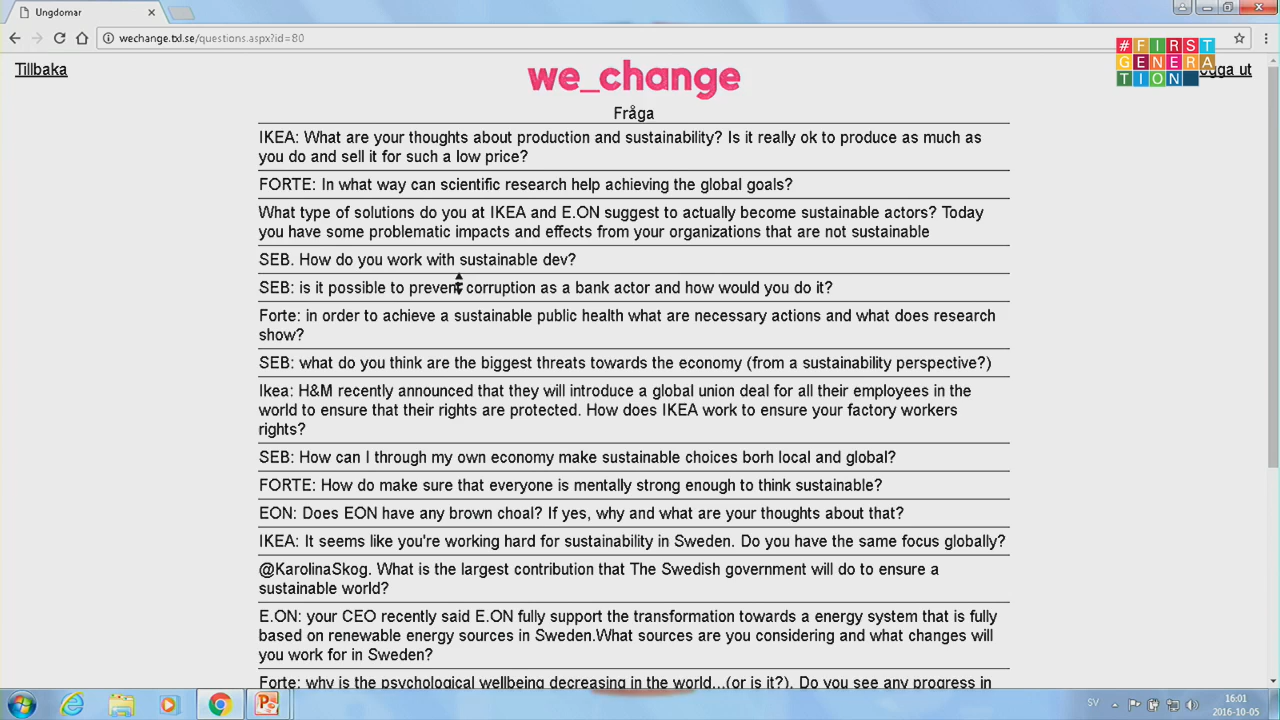 Ungdomar
wechange.txl.se/questions.aspx?id=80
#FIRST
GENERA
TION
Tillbaka
ogga ut
we_change
Fråga
IKEA: What are your thoughts about production and sustainability? Is it really ok to produce as much as
you do and sell it for such a low price?
FORTE: In what way can scientific research help achieving the global goals?
What type of solutions do you at IKEA and E.ON suggest to actually become sustainable actors? Today
you have some problematic impacts and effects from your organizations that are not sustainable
SEB. How do you work with sustainable dev?
SEB: is it possible to prevent corruption as a bank actor and how would you do it?
Forte: in order to achieve a sustainable public health what are necessary actions and what does research
show?
SEB: what do you think are the biggest threats towards the economy (from a sustainability perspective?)
Ikea: H&M recently announced that they will introduce a global union deal for all their employees in the
world to ensure that their rights are protected. How does IKEA work to ensure your factory workers
rights?
SEB: How can I through my own economy make sustainable choices borh local and global?
FORTE: How do make sure that everyone is mentally strong enough to think sustainable?
EON: Does EON have any brown choal? If yes, why and what are your thoughts about that?
IKEA: It seems like you're working hard for sustainability in Sweden. Do you have the same focus globally?
@KarolinaSkog. What is the largest contribution that The Swedish government will do to ensure a
sustainable world?
E.ON: your CEO recently said E.ON fully support the transformation towards a energy system that is fully
based on renewable energy sources in Sweden.What sources are you considering and what changes will
you work for in Sweden?
Forte: why is the psychological wellbeing decreasing in the world...(or is it?). Do you see any progress in
SV
16:01
2016-10-05